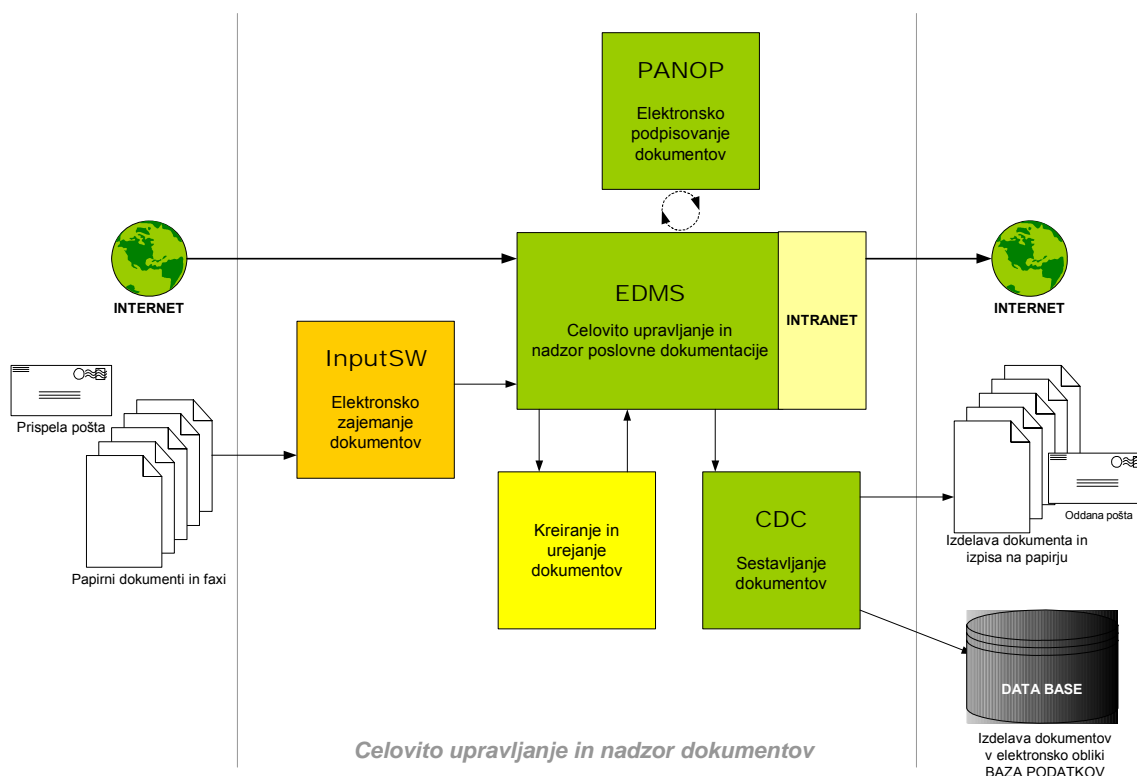 PANOP
Elektronsko
podpisovanje
dokumentov
INTERNET
EDMS
Celovito upravljanje in
nadzor poslovne dokumentacije
INTRANET
INTERNET
InputSW
Elektronsko
zajemanje
dokumentov
Prispela pošta
Papirni dokumenti in faxi
Kreiranje in
urejanje
dokumentov
CDC
Sestavljanje
dokumentov
Oddana pošta
Izdelava dokumenta in
izpisa na papirju
DATA BASE
Izdelava dokumentov
v elektronsko obliki
BAZA PODATKOV
Celovito upravljanje in nadzor dokumentov